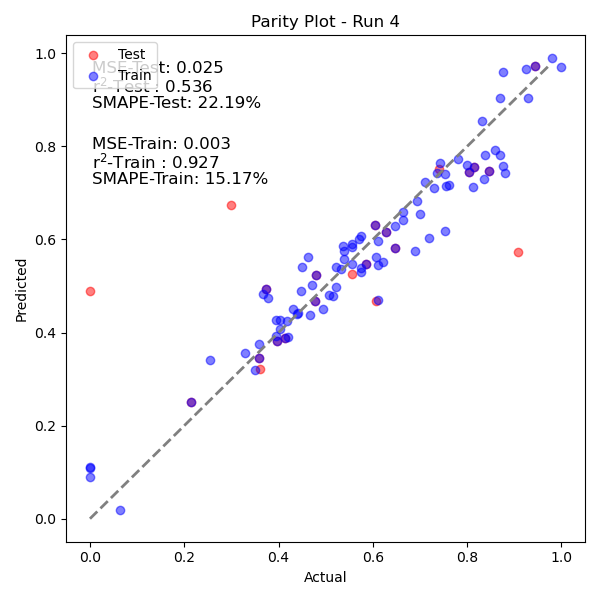 Parity Plot - Run 4
Test
Train
MSE-Test: 0.025
r²-Test : 0.536
SMAPE-Test: 22.19%
MSE-Train: 0.003
r²-Train : 0.927
SMAPE-Train: 15.17%
Predicted
1.0
0.8
0.6
0.4
0.2
0.0
0.0 0.2 0.4 0.6 0.8 1.0
Actual